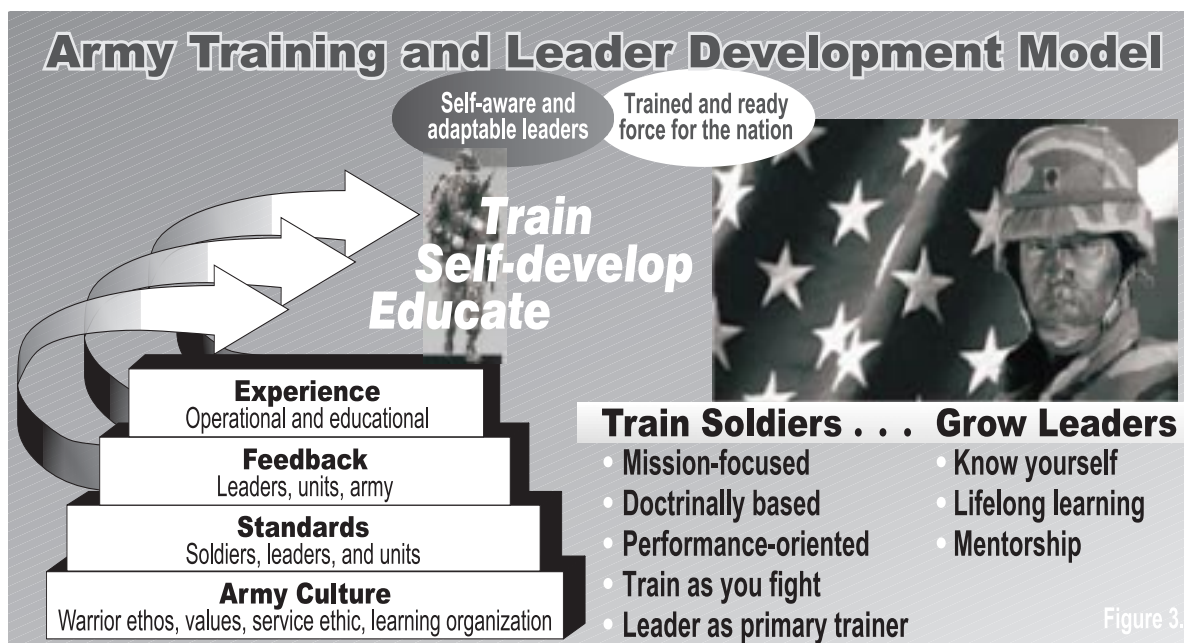 Army Training and Leader Development Model
Self-aware and
adaptable leaders
Trained and ready
force for the nation
Train
Self-develop
Educate
Experience
Operational and educational
Feedback
Leaders, units, army
Standards
Soldiers, leaders, and units
Army Culture
Warrior ethos, values, service ethic, learning organization
Train Soldiers . . . Grow Leaders
• Mission-focused
• Doctrinally based
• Performance-oriented
• Train as you fight
• Leader as primary trainer
• Know yourself
• Lifelong learning
• Mentorship
Figure 3.